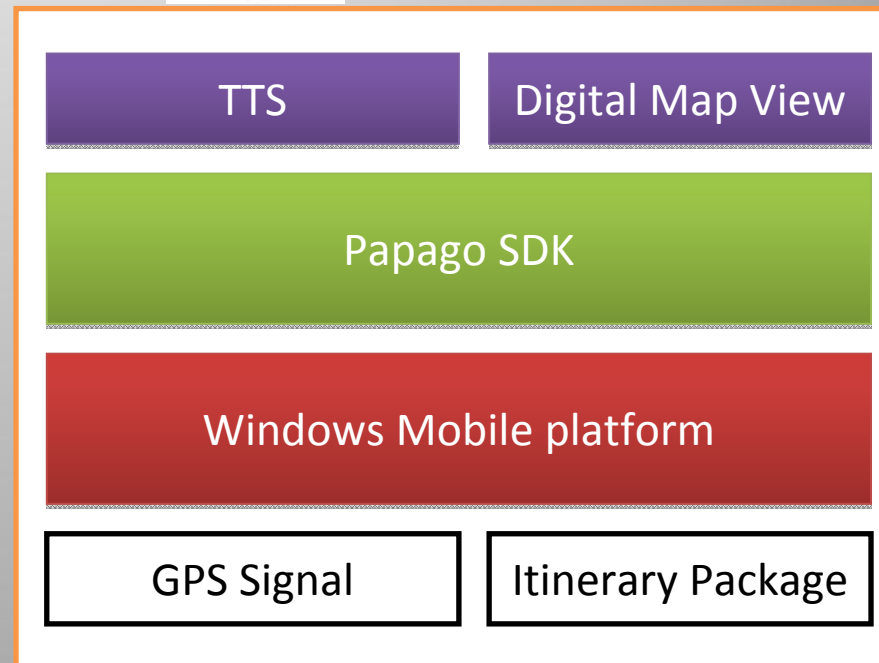 TTS
Digital Map View
Papago SDK
Windows Mobile platform
GPS Signal
Itinerary Package